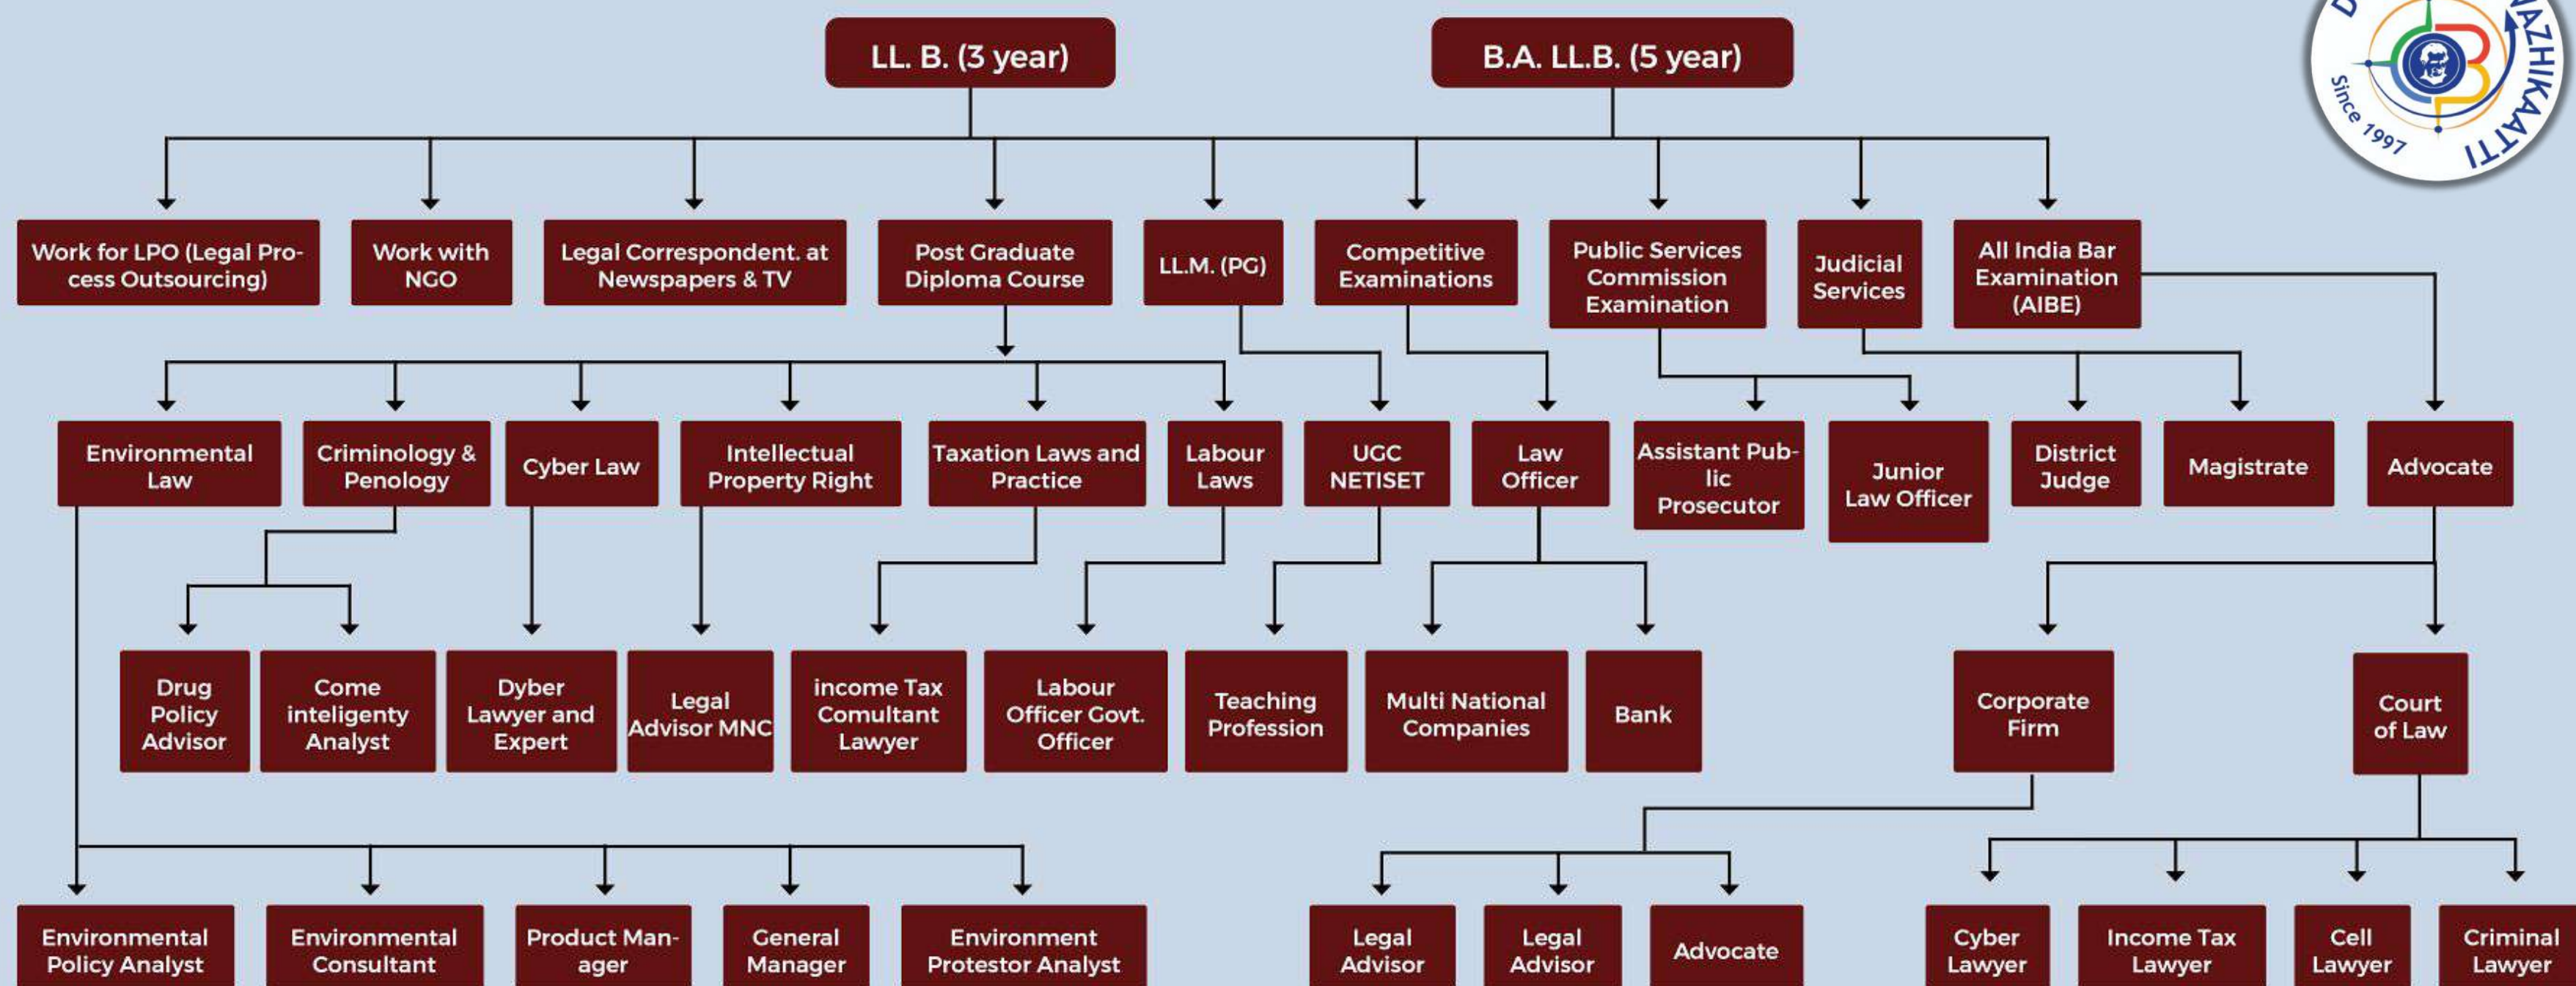 LL. B. (3 year)
B.A. LL.B. (5 year)
Since 1997
AZHIKAATTI
Work for LPO (Legal Pro-
cess Outsourcing)
Work with
NGO
Legal Correspondent. at
Newspapers & TV
Post Graduate
Diploma Course
LL.M. (PG)
Competitive
Examinations
Public Services
Commission
Examination
Judicial
Services
All India Bar
Examination
(AIBE)
Environmental
Law
Criminology &
Penology
Cyber Law
Intellectual
Property Right
Taxation Laws and
Practice
Labour
Laws
UGC
NETISET
Law
Officer
Assistant Pub-
lic
Prosecutor
Junior
Law Officer
District
Judge
Magistrate
Advocate
Drug
Policy
Advisor
Come
inteligenty
Analyst
Dyber
Lawyer and
Expert
Legal
Advisor MNC
income Tax
Comultant
Lawyer
Labour
Officer Govt.
Officer
Teaching
Profession
Multi National
Companies
Bank
Corporate
Firm
Court
of Law
Environmental
Policy Analyst
Environmental
Consultant
Product Man-
ager
General
Manager
Environment
Protestor Analyst
Legal
Advisor
Legal
Advisor
Advocate
Cyber
Lawyer
Income Tax
Lawyer
Cell
Lawyer
Criminal
Lawyer